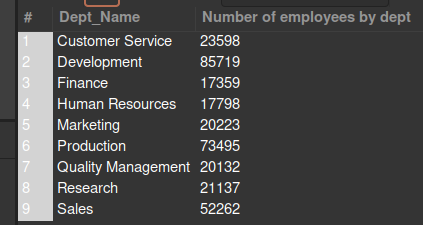 # Dept_Name Number of employees by dept
1 Customer Service 23598
2 Development 85719
3 Finance 17359
4 Human Resources 17798
5 Marketing 20223
6 Production 73495
7 Quality Management 20132
8 Research 21137
9 Sales 52262